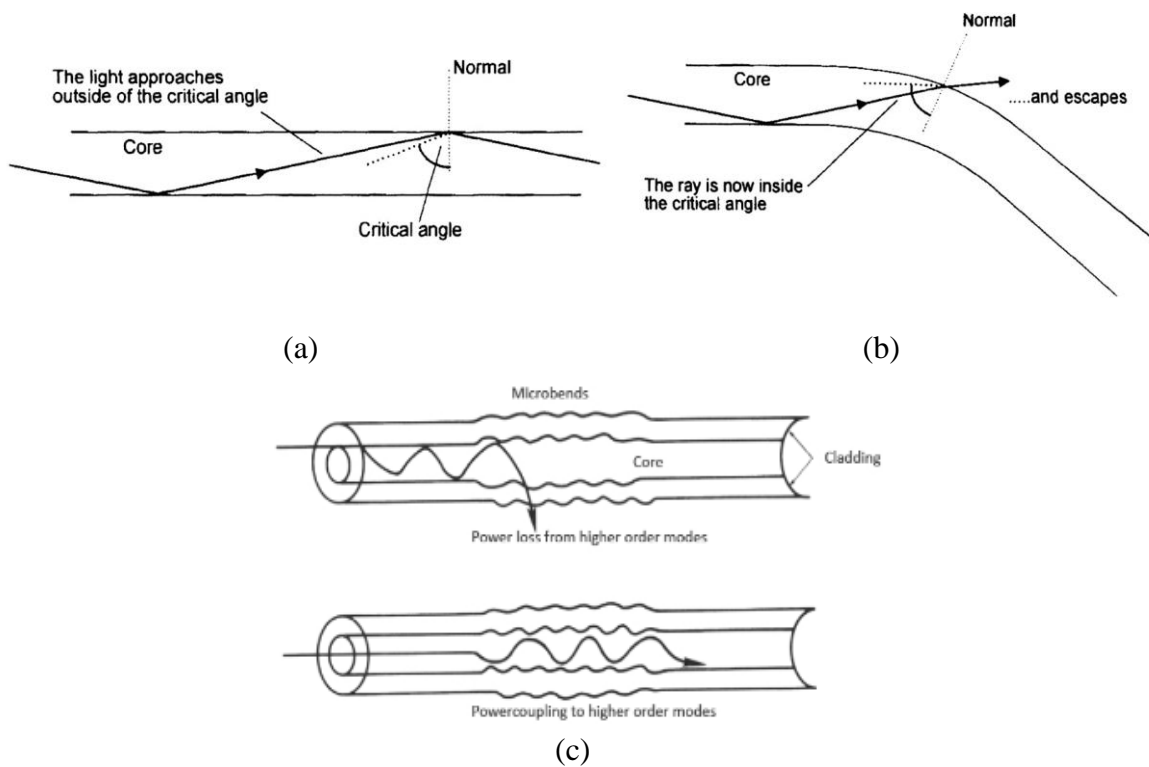 The light approaches
outside of the critical angle
Normal
Core
Critical angle
(a)
Normal
Core
.....and escapes
The ray is now inside
the critical angle
(b)
Microbends
Core
Cladding
Power loss from higher order modes
Powercoupling to higher order modes
(c)